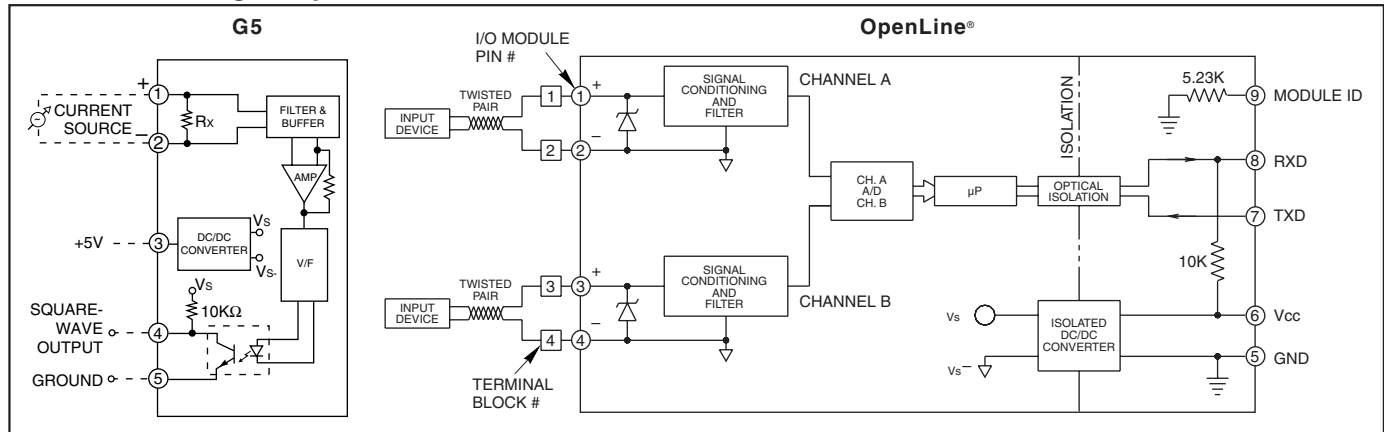 G5
+
1
CURRENT
SOURCE
−
2
RX
FILTER &
BUFFER
AMP
+5V
3
DC/DC
CONVERTER
VS
VS-
V/F
VS
10KΩ
SQUARE-
WAVE
OUTPUT
4
GROUND
5
OpenLine®
I/O MODULE
PIN #
INPUT
DEVICE
TWISTED
PAIR
1
1
+
2
2
−
SIGNAL
CONDITIONING
AND
FILTER
CHANNEL A
INPUT
DEVICE
TWISTED
PAIR
3
3
+
4
4
−
SIGNAL
CONDITIONING
AND
FILTER
CHANNEL B
TERMINAL
BLOCK #
CH. A
A/D
CH. B
µP
OPTICAL
ISOLATION
ISOLATION
5.23K
9
MODULE ID
8
RXD
7
TXD
10K
Vs
Vs−
ISOLATED
DC/DC
CONVERTER
6
Vcc
5
GND